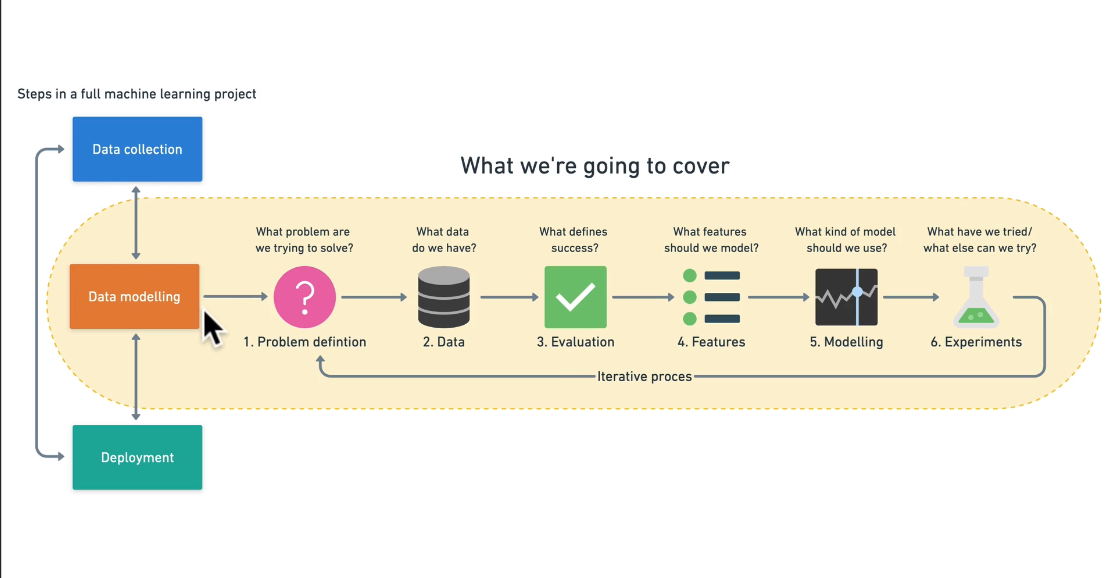 Steps in a full machine learning project
Data collection
What we're going to cover
What problem are
we trying to solve?
What data
do we have?
What defines
success?
What features
should we model?
What kind of model
should we use?
What have we tried/
what else can we try?
Data modelling
?
1. Problem defintion
2. Data
3. Evaluation
4. Features
5. Modelling
6. Experiments
Iterative proces
Deployment